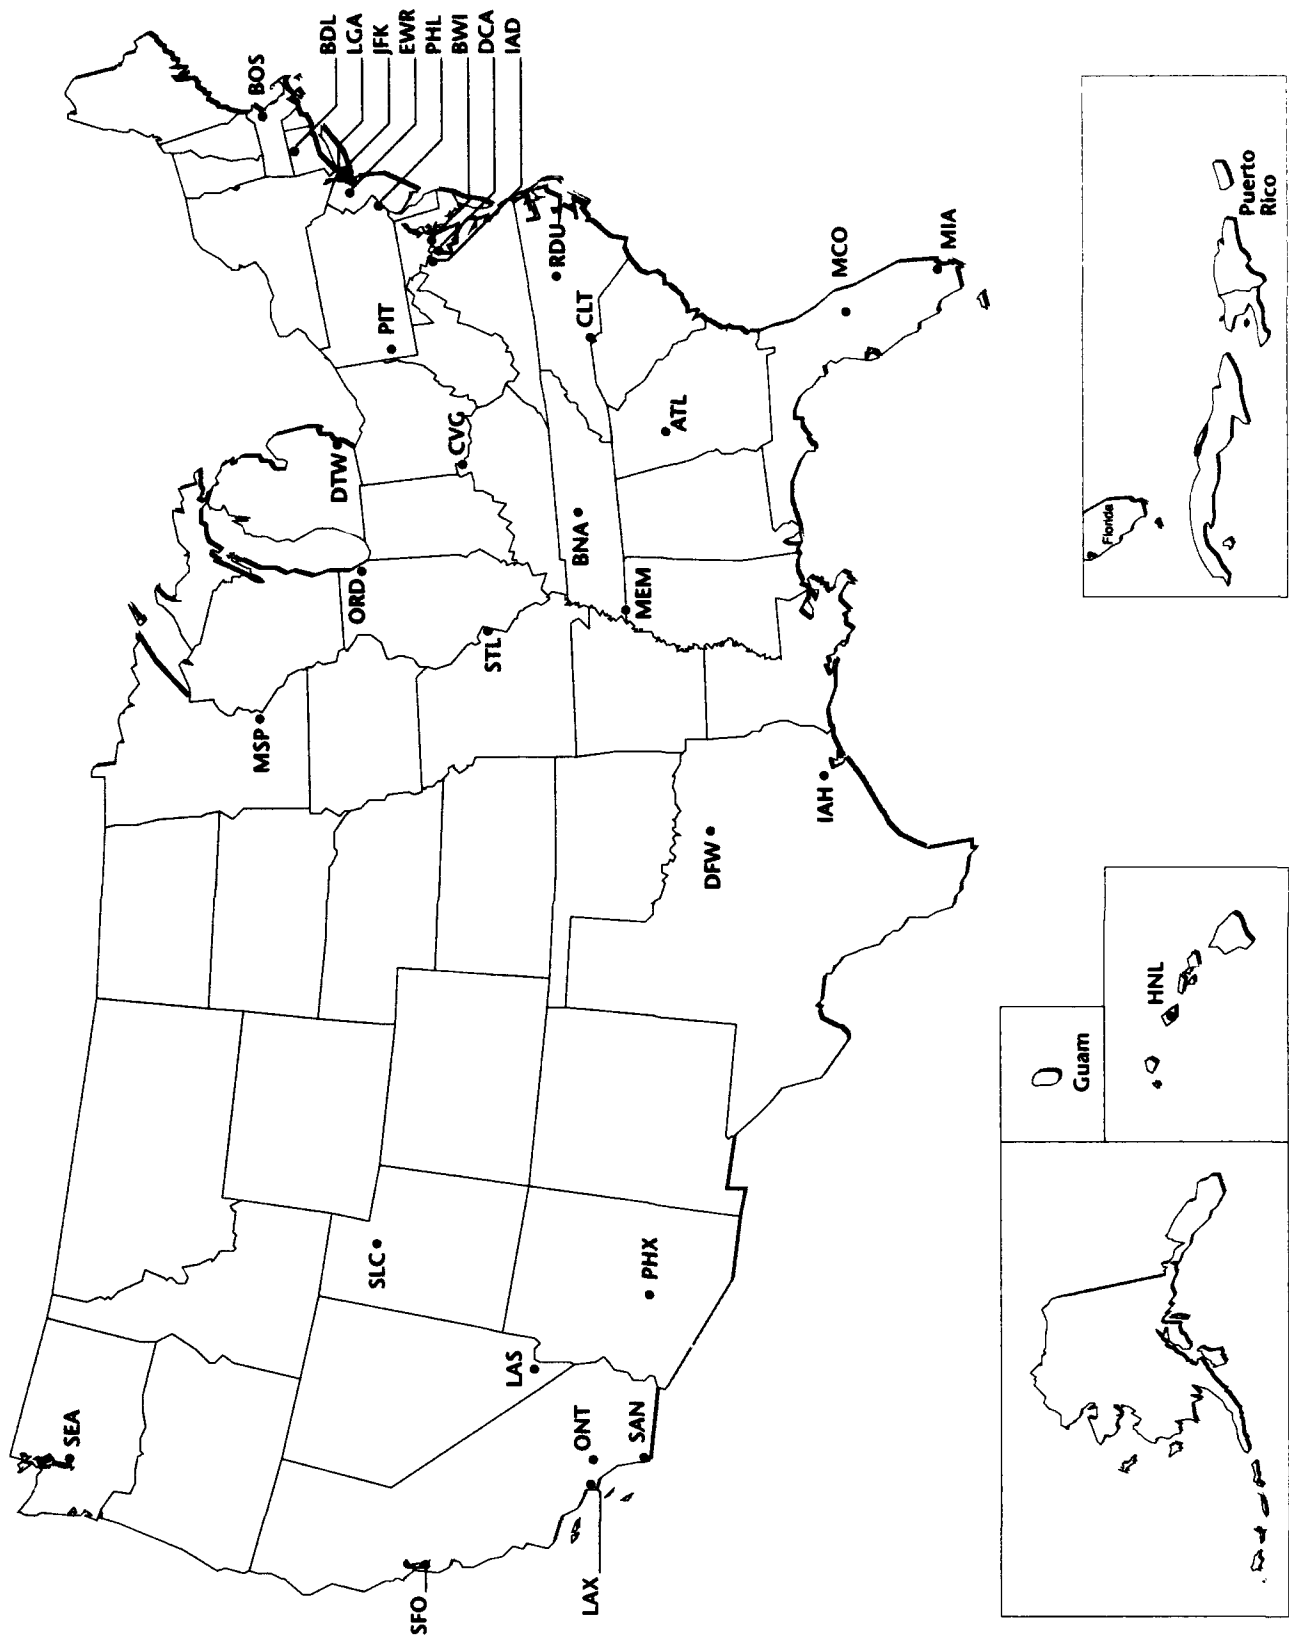 SEA
SFO
LAX
ONT
SAN
LAS
SLC
PHX
MSP
DFW
IAH
ORD
STL
MEM
BNA
DTW
CVG
ATL
PIT
CLT
RDU
MCO
MIA
BOS
BDL
LGA
JFK
EWR
PHL
BWI
DCA
IAD
Guam
HNL
Florida
Puerto
Rico